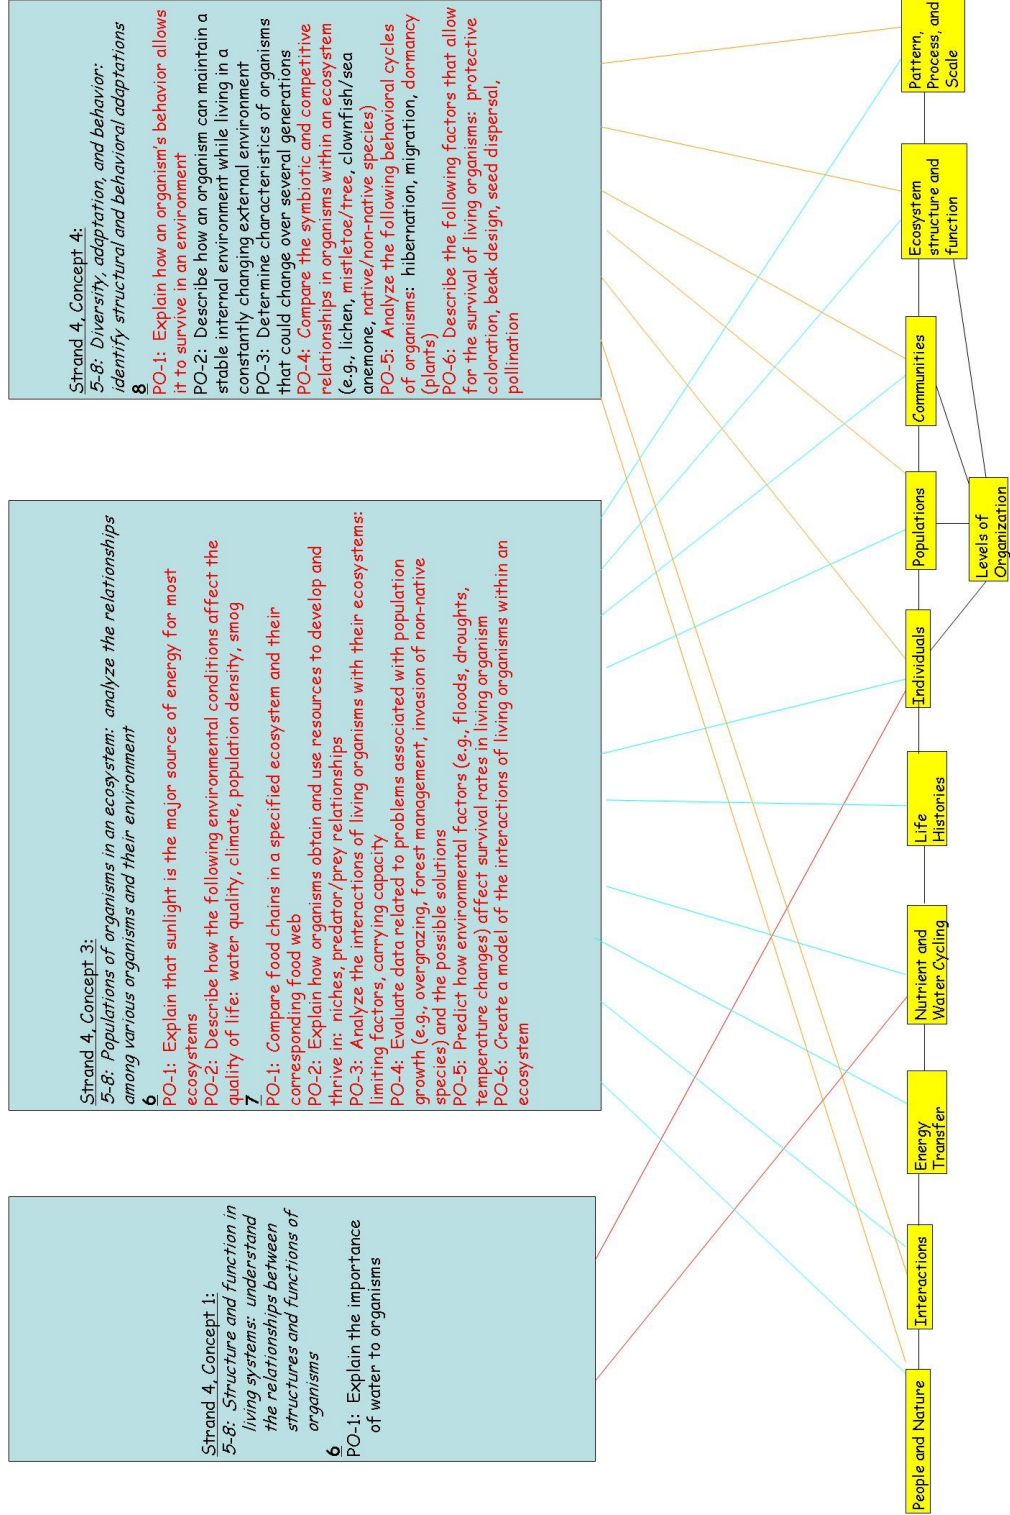 Strand 4, Concept 1:
5-8: Structure and function in
living systems: understand
the relationships between
structures and functions of
organisms
6
PO-1: Explain the importance
of water to organisms
Strand 4, Concept 3:
5-8: Populations of organisms in an ecosystem: analyze the relationships
among various organisms and their environment
6
PO-1: Explain that sunlight is the major source of energy for most
ecosystems
PO-2: Describe how the following environmental conditions affect the
quality of life: water quality, climate, population density, smog
7
PO-1: Compare food chains in a specified ecosystem and their
corresponding food web
PO-2: Explain how organisms obtain and use resources to develop and
thrive in: niches, predator/prey relationships
PO-3: Analyze the interactions of living organisms with their ecosystems:
limiting factors, carrying capacity
PO-4: Evaluate data related to problems associated with population
growth (e.g., overgrazing, forest management, invasion of non-native
species) and the possible solutions
PO-5: Predict how environmental factors (e.g., floods, droughts,
temperature changes) affect survival rates in living organism
PO-6: Create a model of the interactions of living organisms within an
ecosystem
Strand 4, Concept 4:
5-8: Diversity, adaptation, and behavior:
identify structural and behavioral adaptations
8
PO-1: Explain how an organism's behavior allows
it to survive in an environment
PO-2: Describe how an organism can maintain a
stable internal environment while living in a
constantly changing external environment
PO-3: Determine characteristics of organisms
that could change over several generations
PO-4: Compare the symbiotic and competitive
relationships in organisms within an ecosystem
(e.g., lichen, mistletoe/tree, clownfish/sea
anemone, native/non-native species)
PO-5: Analyze the following behavioral cycles
of organisms: hibernation, migration, dormancy
(plants)
PO-6: Describe the following factors that allow
for the survival of living organisms: protective
coloration, beak design, seed dispersal,
pollination
People and Nature
Interactions
Energy
Transfer
Nutrient and
Water Cycling
Life
Histories
Individuals
Populations
Communities
Ecosystem
structure and
function
Pattern,
Process, and
Scale
Levels of
Organization